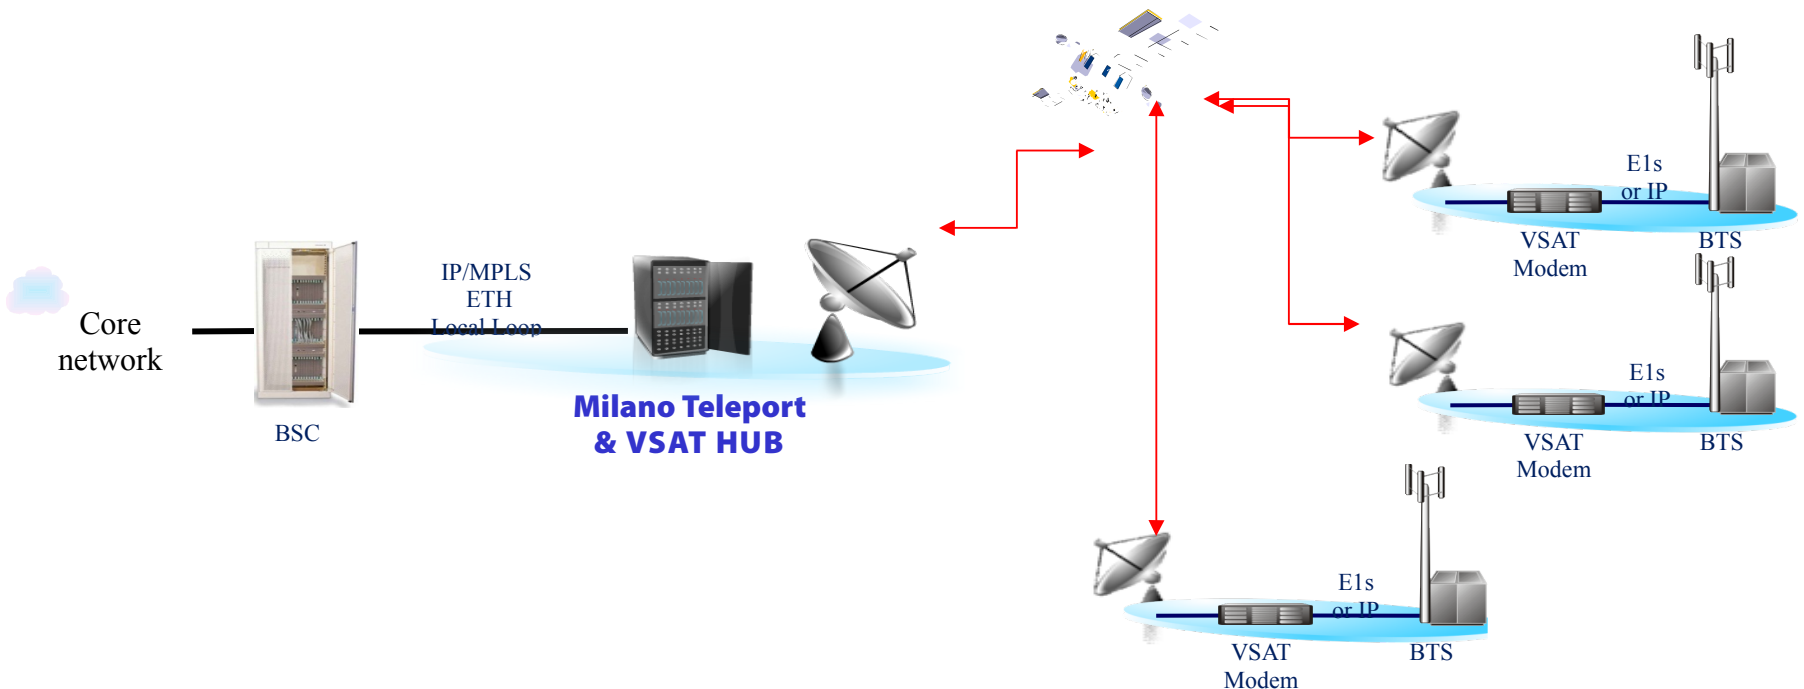 Core
network
BSC
IP/MPLS
ETH
Local Loop
Milano Teleport
& VSAT HUB
E1s
or IP
VSAT
Modem
BTS
E1s
or IP
VSAT
Modem
BTS
E1s
or IP
VSAT
Modem
BTS